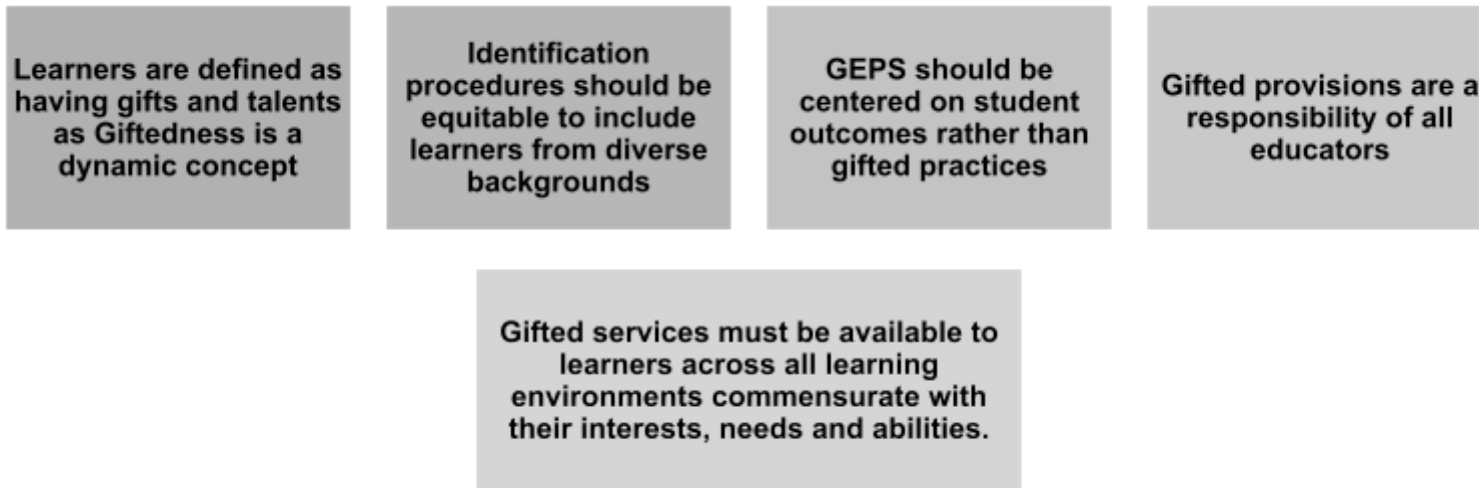 Learners are defined as
having gifts and talents
as Giftedness is a
dynamic concept
Identification
procedures should be
equitable to include
learners from diverse
backgrounds
GEPS should be
centered on student
outcomes rather than
gifted practices
Gifted provisions are a
responsibility of all
educators
Gifted services must be available to
learners across all learning
environments commensurate with
their interests, needs and abilities.